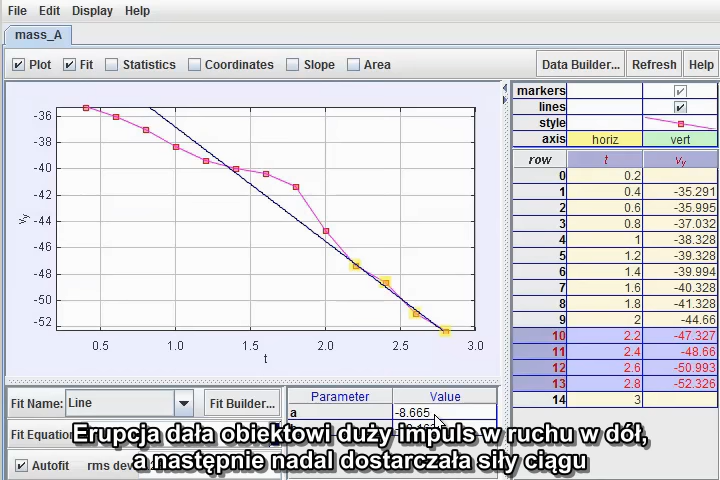 File Edit Display Help
mass_A
Plot Fit Statistics Coordinates Slope Area Data Builder... Refresh Help
markers
lines
style
axis horiz vert
row t vy
0 0.2
1 0.4 -35.291
2 0.6 -35.995
3 0.8 -37.032
4 1 -38.328
5 1.2 -39.328
6 1.4 -39.994
7 1.6 -40.328
8 1.8 -41.328
9 2 -44.66
10 2.2 -47.327
11 2.4 -48.66
12 2.6 -50.993
13 2.8 -52.326
14 3
-36
-38
-40
-42
-44
-46
-48
-50
-52
vy
0.5 1.0 1.5 2.0 2.5 3.0
t
Fit Name: Line Fit Builder...
Parameter Value
a -8.665
Fit Equation
Autofit rms dev
Erupcja dała obiektowi duży impuls w ruchu w dół,
a następnie nadal dostarczała siły ciągu